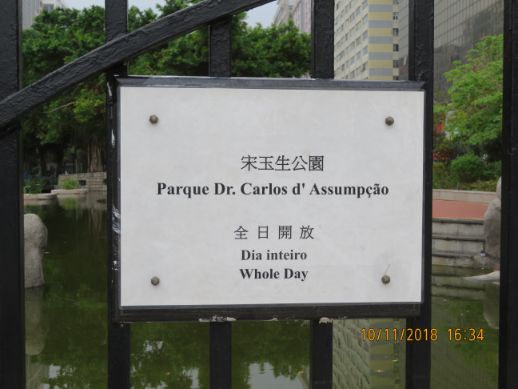 宋玉生公園
Parque Dr. Carlos d' Assumpção
全日開放
Dia inteiro
Whole Day
10/11/2018 16:34